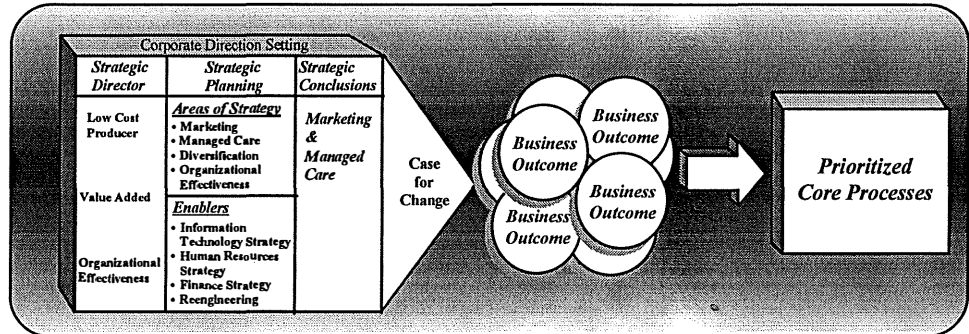 Corporate Direction Setting
Strategic
Director
Strategic
Planning
Strategic
Conclusions
Low Cost
Producer
Value Added
Organizational
Effectiveness
Areas of Strategy
• Marketing
• Managed Care
• Diversification
• Organizational
Effectiveness
Enablers
• Information
Technology Strategy
• Human Resources
Strategy
• Finance Strategy
• Reengineering
Marketing
&
Managed
Care
Case
for
Change
Business
Outcome
Business
Outcome
Business
Outcome
Business
Outcome
Prioritized
Core Processes